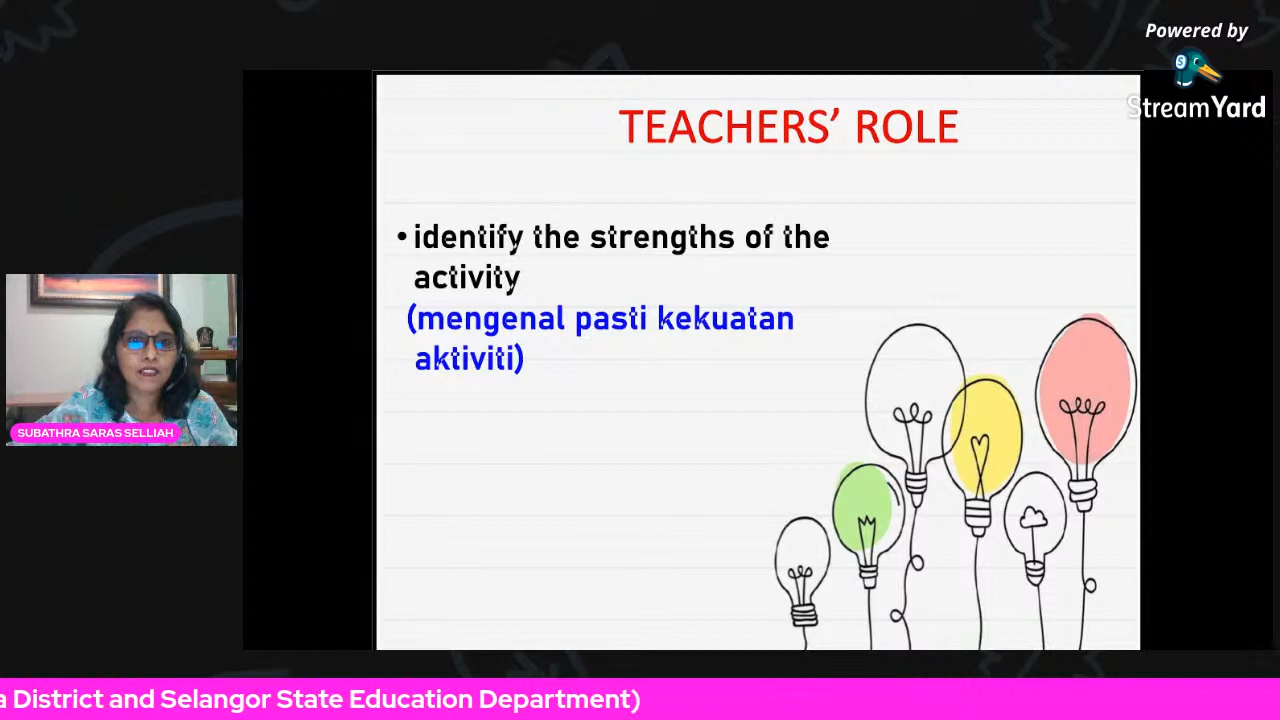 Powered by
StreamYard
TEACHERS’ ROLE
• identify the strengths of the
activity
(mengenal pasti kekuatan
aktiviti)
SUBATHRA SARAS SELLIAH
a District and Selangor State Education Department)